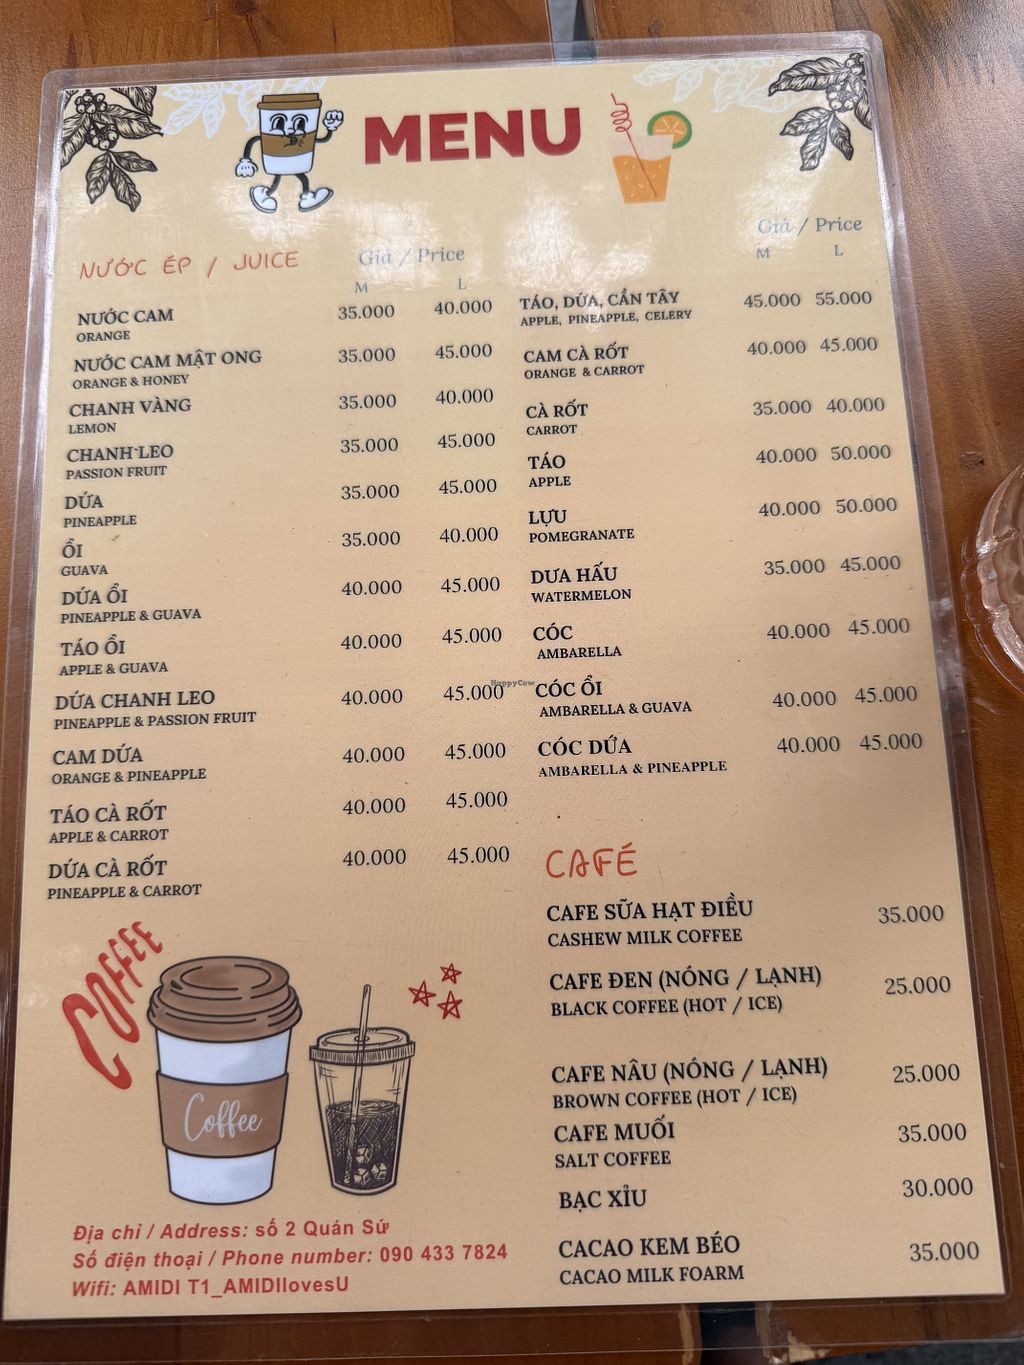 MENU
NƯỚC ÉP / JUICE
Giá / Price
M L
NƯỚC CAM 35.000 40.000
ORANGE
NƯỚC CAM MẬT ONG 35.000 45.000
ORANGE & HONEY
CHANH VÀNG 35.000 40.000
LEMON
CHANH LEO 35.000 45.000
PASSION FRUIT
DỨA 35.000 45.000
PINEAPPLE
ỔI 35.000 40.000
GUAVA
DỨA ỔI 40.000 45.000
PINEAPPLE & GUAVA
TÁO ỔI 40.000 45.000
APPLE & GUAVA
DỨA CHANH LEO 40.000 45.000
PINEAPPLE & PASSION FRUIT
CAM DỨA 40.000 45.000
ORANGE & PINEAPPLE
TÁO CÀ RỐT 40.000 45.000
APPLE & CARROT
DỨA CÀ RỐT 40.000 45.000
PINEAPPLE & CARROT
Giá / Price
M L
TÁO, DỨA, CẦN TÂY 45.000 55.000
APPLE, PINEAPPLE, CELERY
CAM CÀ RỐT 40.000 45.000
ORANGE & CARROT
CÀ RỐT 35.000 40.000
CARROT
TÁO 40.000 50.000
APPLE
LỰU 40.000 50.000
POMEGRANATE
DƯA HẤU 35.000 45.000
WATERMELON
CÓC 40.000 45.000
AMBARELLA
CÓC ỔI 40.000 45.000
AMBARELLA & GUAVA
CÓC DỨA 40.000 45.000
AMBARELLA & PINEAPPLE
HappyCow
CAFÉ
CAFE SỮA HẠT ĐIỀU 35.000
CASHEW MILK COFFEE
CAFE ĐEN (NÓNG / LẠNH) 25.000
BLACK COFFEE (HOT / ICE)
CAFE NÂU (NÓNG / LẠNH) 25.000
BROWN COFFEE (HOT / ICE)
CAFE MUỐI 35.000
SALT COFFEE
BẠC XỈU 30.000
CACAO KEM BÉO 35.000
CACAO MILK FOARM
COFFEE
Coffee
Địa chỉ / Address: số 2 Quán Sứ
Số điện thoại / Phone number: 090 433 7824
Wifi: AMIDI T1_AMIDIlovesU